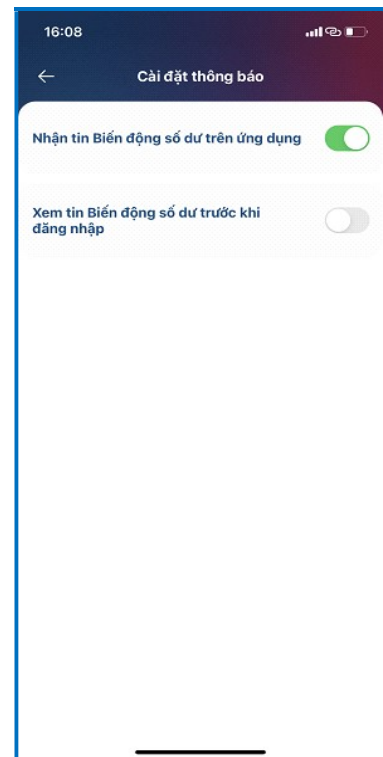 16:08
Cài đặt thông báo
Nhận tin Biến động số dư trên ứng dụng
Xem tin Biến động số dư trước khi
đăng nhập